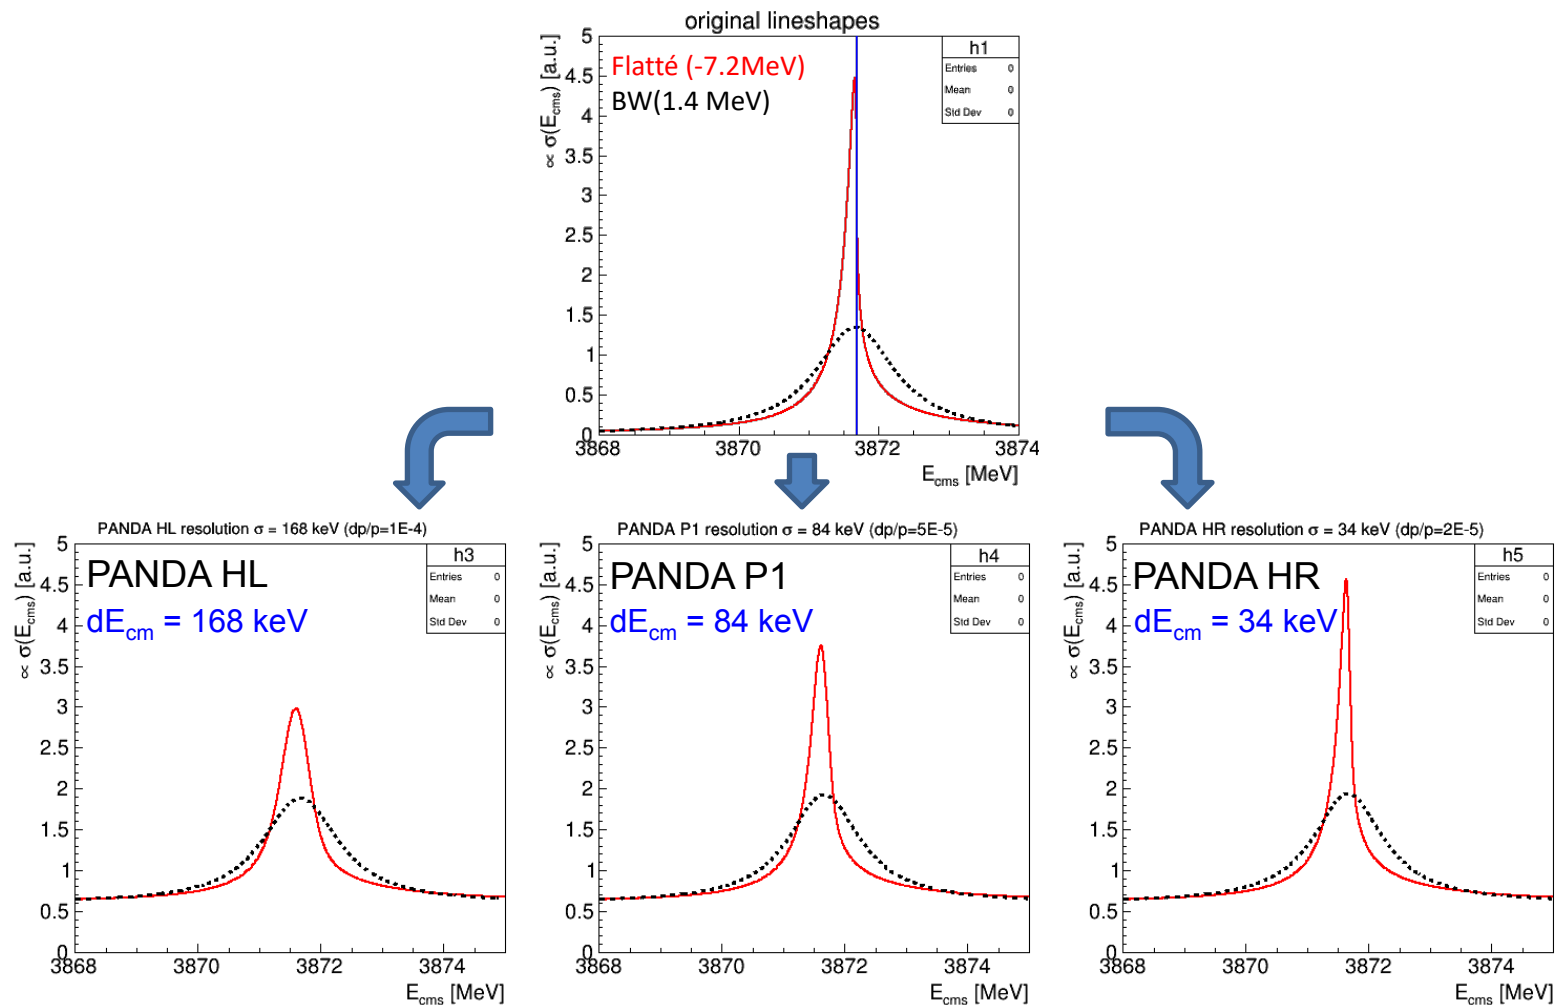 original lineshapes
∝ σ(E_cms) [a.u.]
5
4.5
4
3.5
3
2.5
2
1.5
1
0.5
0
Flatté (-7.2MeV)
BW(1.4 MeV)
h1
Entries 0
Mean 0
Std Dev 0
3868 3870 3872 3874
E_cms [MeV]
PANDA HL resolution σ = 168 keV (dp/p=1E-4)
∝ σ(E_cms) [a.u.]
5
4.5
4
3.5
3
2.5
2
1.5
1
0.5
0
PANDA HL
dE_cm = 168 keV
h3
Entries 0
Mean 0
Std Dev 0
3868 3870 3872 3874
E_cms [MeV]
PANDA P1 resolution σ = 84 keV (dp/p=5E-5)
∝ σ(E_cms) [a.u.]
5
4.5
4
3.5
3
2.5
2
1.5
1
0.5
0
PANDA P1
dE_cm = 84 keV
h4
Entries 0
Mean 0
Std Dev 0
3868 3870 3872 3874
E_cms [MeV]
PANDA HR resolution σ = 34 keV (dp/p=2E-5)
∝ σ(E_cms) [a.u.]
5
4.5
4
3.5
3
2.5
2
1.5
1
0.5
0
PANDA HR
dE_cm = 34 keV
h5
Entries 0
Mean 0
Std Dev 0
3868 3870 3872 3874
E_cms [MeV]